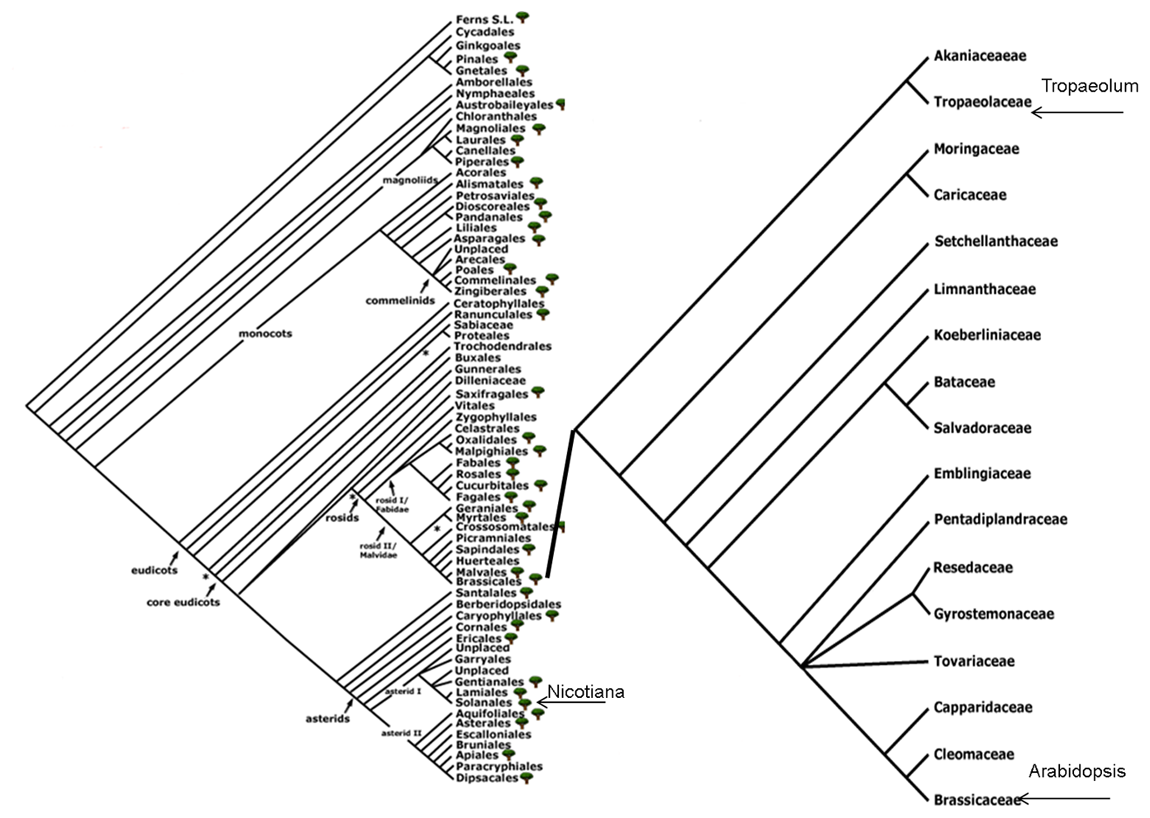 Ferns S.L.
Cycadales
Ginkgoales
Pinales
Gnetales
Amborellales
Nymphaeales
Austrobaileyales
Chloranthales
Magnoliales
Laurales
Canellales
Piperales
magnoliids
Acorales
Alismatales
Petrosaviales
Dioscoreales
Pandanales
Liliales
Asparagales
Unplaced
Arecales
Poales
Commelinales
Zingiberales
commelinids
monocots
Ceratophyllales
Ranunculales
Sabiaceae
Proteales
Trochodendrales
*
Buxales
Gunnerales
Dilleniaceae
Saxifragales
Vitales
Zygophyllales
Celastrales
Oxalidales
Malpighiales
Fabales
Rosales
Cucurbitales
Fagales
Geraniales
Myrtales
Crossosomatales
Picramniales
Sapindales
Huerteales
Malvales
Brassicales
*
rosids
rosid I/
Fabidae
*
rosid II/
Malvidae
eudicots
*
core eudicots
Santalales
Berberidopsidales
Caryophyllales
Cornales
Ericales
Unplaced
Garryales
Unplaced
Gentianales
Lamiales
Solanales
Nicotiana
asterid I
asterids
asterid II
Aquifoliales
Asterales
Escalloniales
Bruniales
Apiales
Paracryphiales
Dipsacales
Akaniaceaeae
Tropaeolum
Tropaeolaceae
Moringaceae
Caricaceae
Setchellanthaceae
Limnanthaceae
Koeberliniaceae
Bataceae
Salvadoraceae
Emblingiaceae
Pentadiplandraceae
Resedaceae
Gyrostemonaceae
Tovariaceae
Capparidaceae
Cleomaceae
Arabidopsis
Brassicaceae